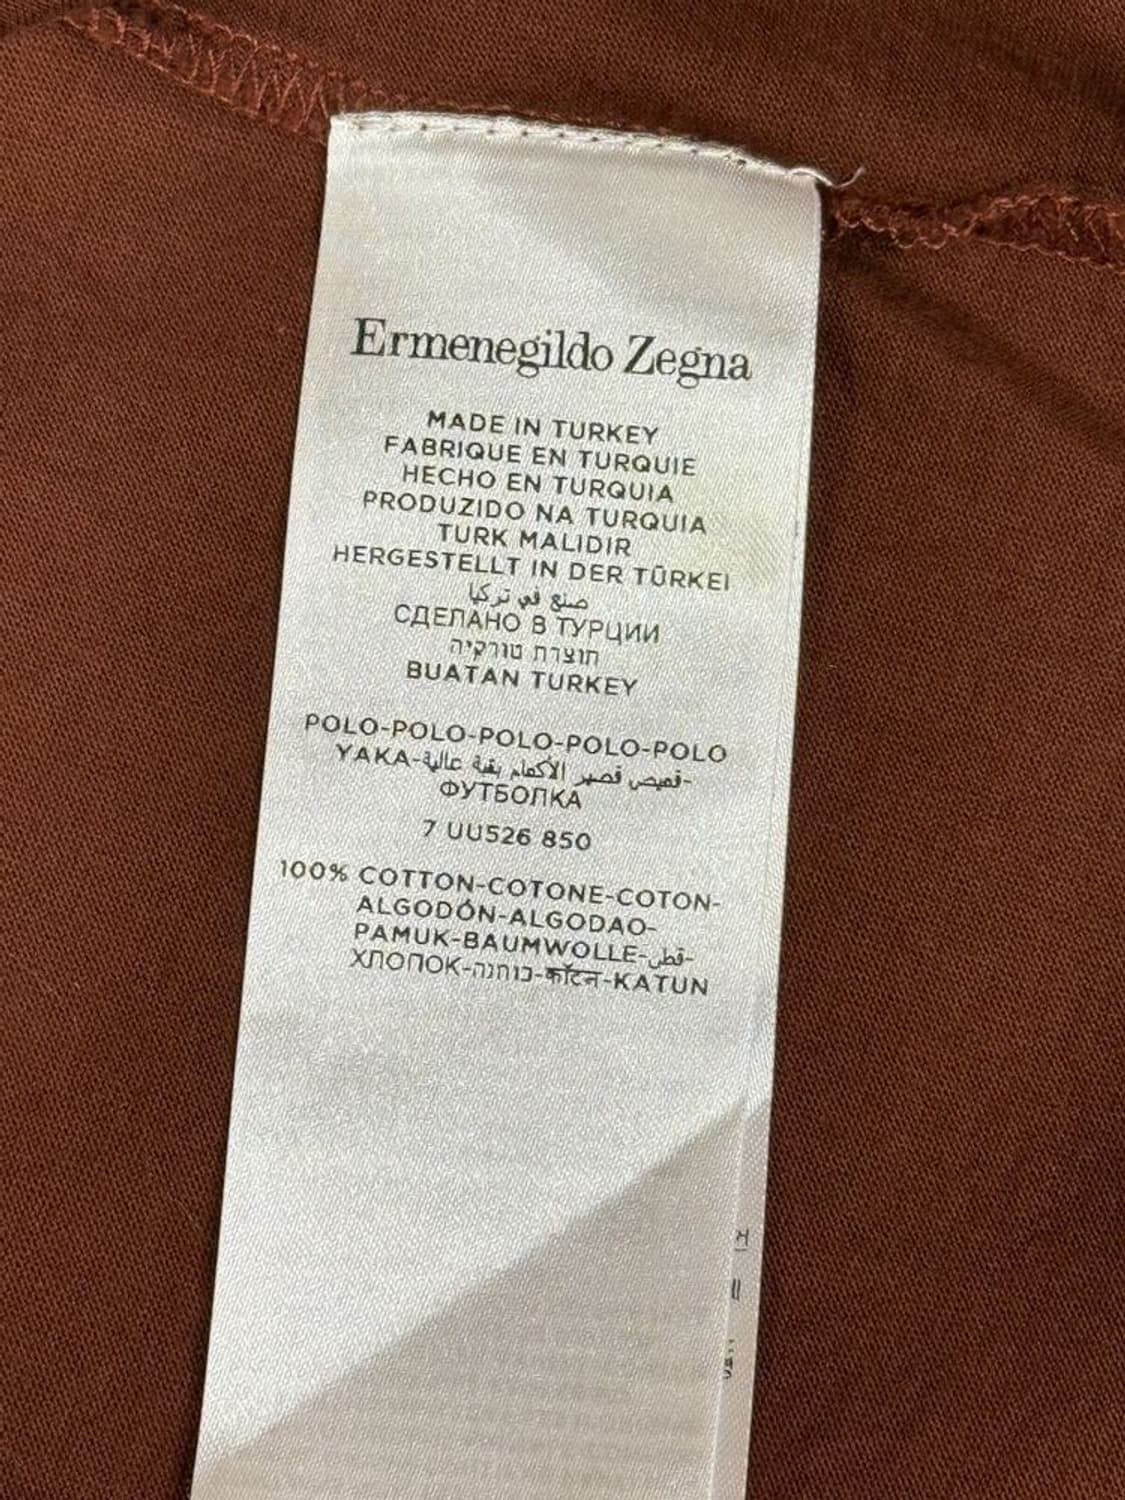 Ermenegildo Zegna
MADE IN TURKEY
FABRIQUE EN TURQUIE
HECHO EN TURQUIA
PRODUZIDO NA TURQUIA
TURK MALIDIR
HERGESTELLT IN DER TÜRKEI
صنع في تركيا
СДЕЛАНО В ТУРЦИИ
תוצרת טורקיה
BUATAN TURKEY
POLO-POLO-POLO-POLO-POLO
YAKA-قميص قصير الأكمام بقبة عالية-
ФУТБОЛКА
7 UU526 850
100% COTTON-COTONE-COTON-
ALGODÓN-ALGODAO-
PAMUK-BAUMWOLLE-قطن-
ХЛОПОК-כותנה-कॉटन-KATUN